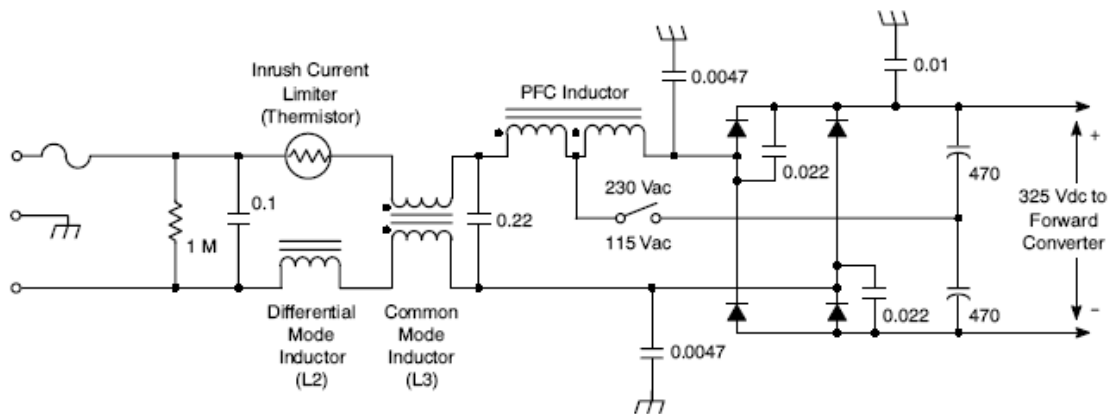 Inrush Current
Limiter
(Thermistor)
PFC Inductor
0.0047
0.01
0.1
1 M
0.22
230 Vac
115 Vac
0.022
470
+
325 Vdc to
Forward
Converter
Differential
Mode
Inductor
(L2)
Common
Mode
Inductor
(L3)
0.0047
0.022
470
−